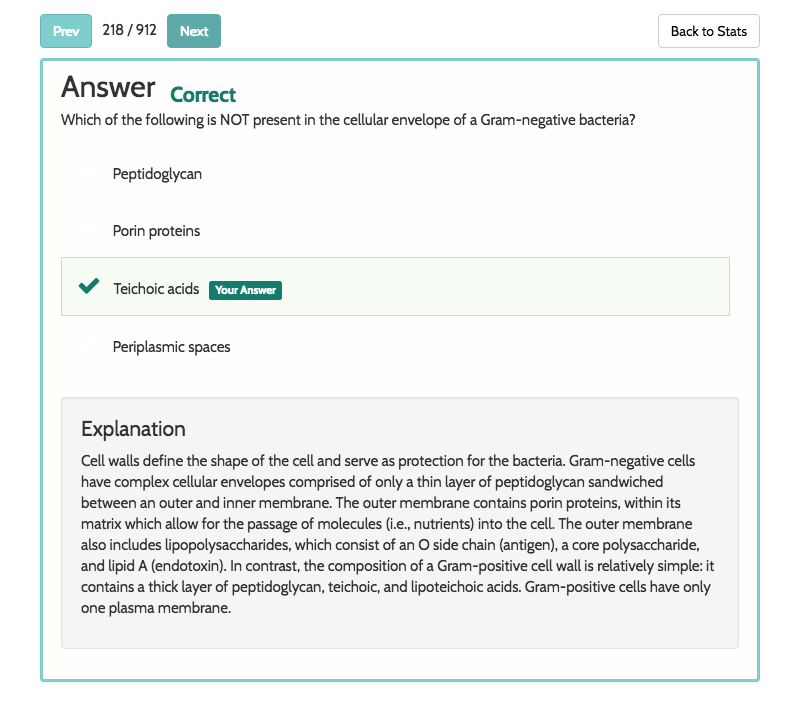 Prev 218 / 912 Next Back to Stats
Answer Correct
Which of the following is NOT present in the cellular envelope of a Gram-negative bacteria?
Peptidoglycan
Porin proteins
Teichoic acids Your Answer
Periplasmic spaces
Explanation
Cell walls define the shape of the cell and serve as protection for the bacteria. Gram-negative cells
have complex cellular envelopes comprised of only a thin layer of peptidoglycan sandwiched
between an outer and inner membrane. The outer membrane contains porin proteins, within its
matrix which allow for the passage of molecules (i.e., nutrients) into the cell. The outer membrane
also includes lipopolysaccharides, which consist of an O side chain (antigen), a core polysaccharide,
and lipid A (endotoxin). In contrast, the composition of a Gram-positive cell wall is relatively simple: it
contains a thick layer of peptidoglycan, teichoic, and lipoteichoic acids. Gram-positive cells have only
one plasma membrane.